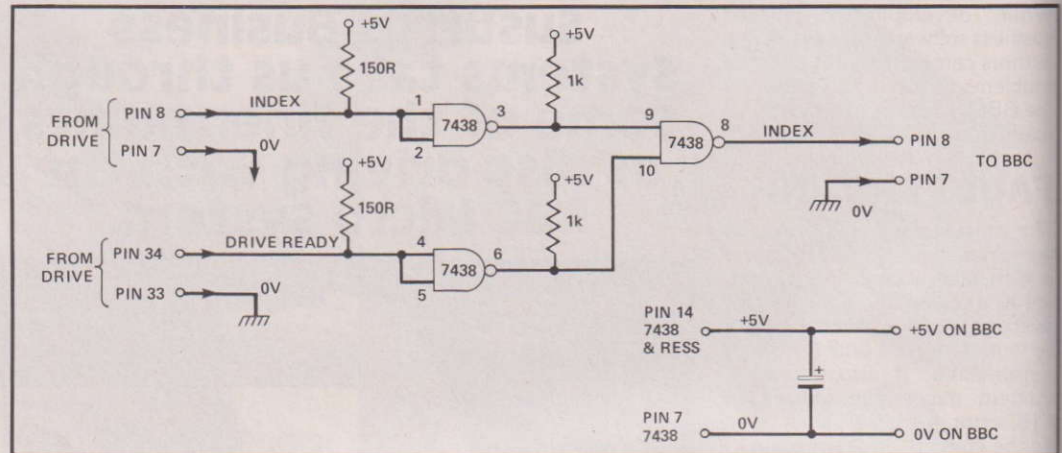 +5V
+5V
150R
1k
FROM DRIVE
PIN 8
INDEX
1
2
7438
3
9
10
7438
8
INDEX
PIN 8
PIN 7
0V
TO BBC
PIN 7
0V
+5V
+5V
150R
1k
FROM DRIVE
PIN 34
DRIVE READY
4
5
7438
6
PIN 33
0V
PIN 14
7438
& RESS
+5V
+5V ON BBC
+
PIN 7
7438
0V
0V ON BBC